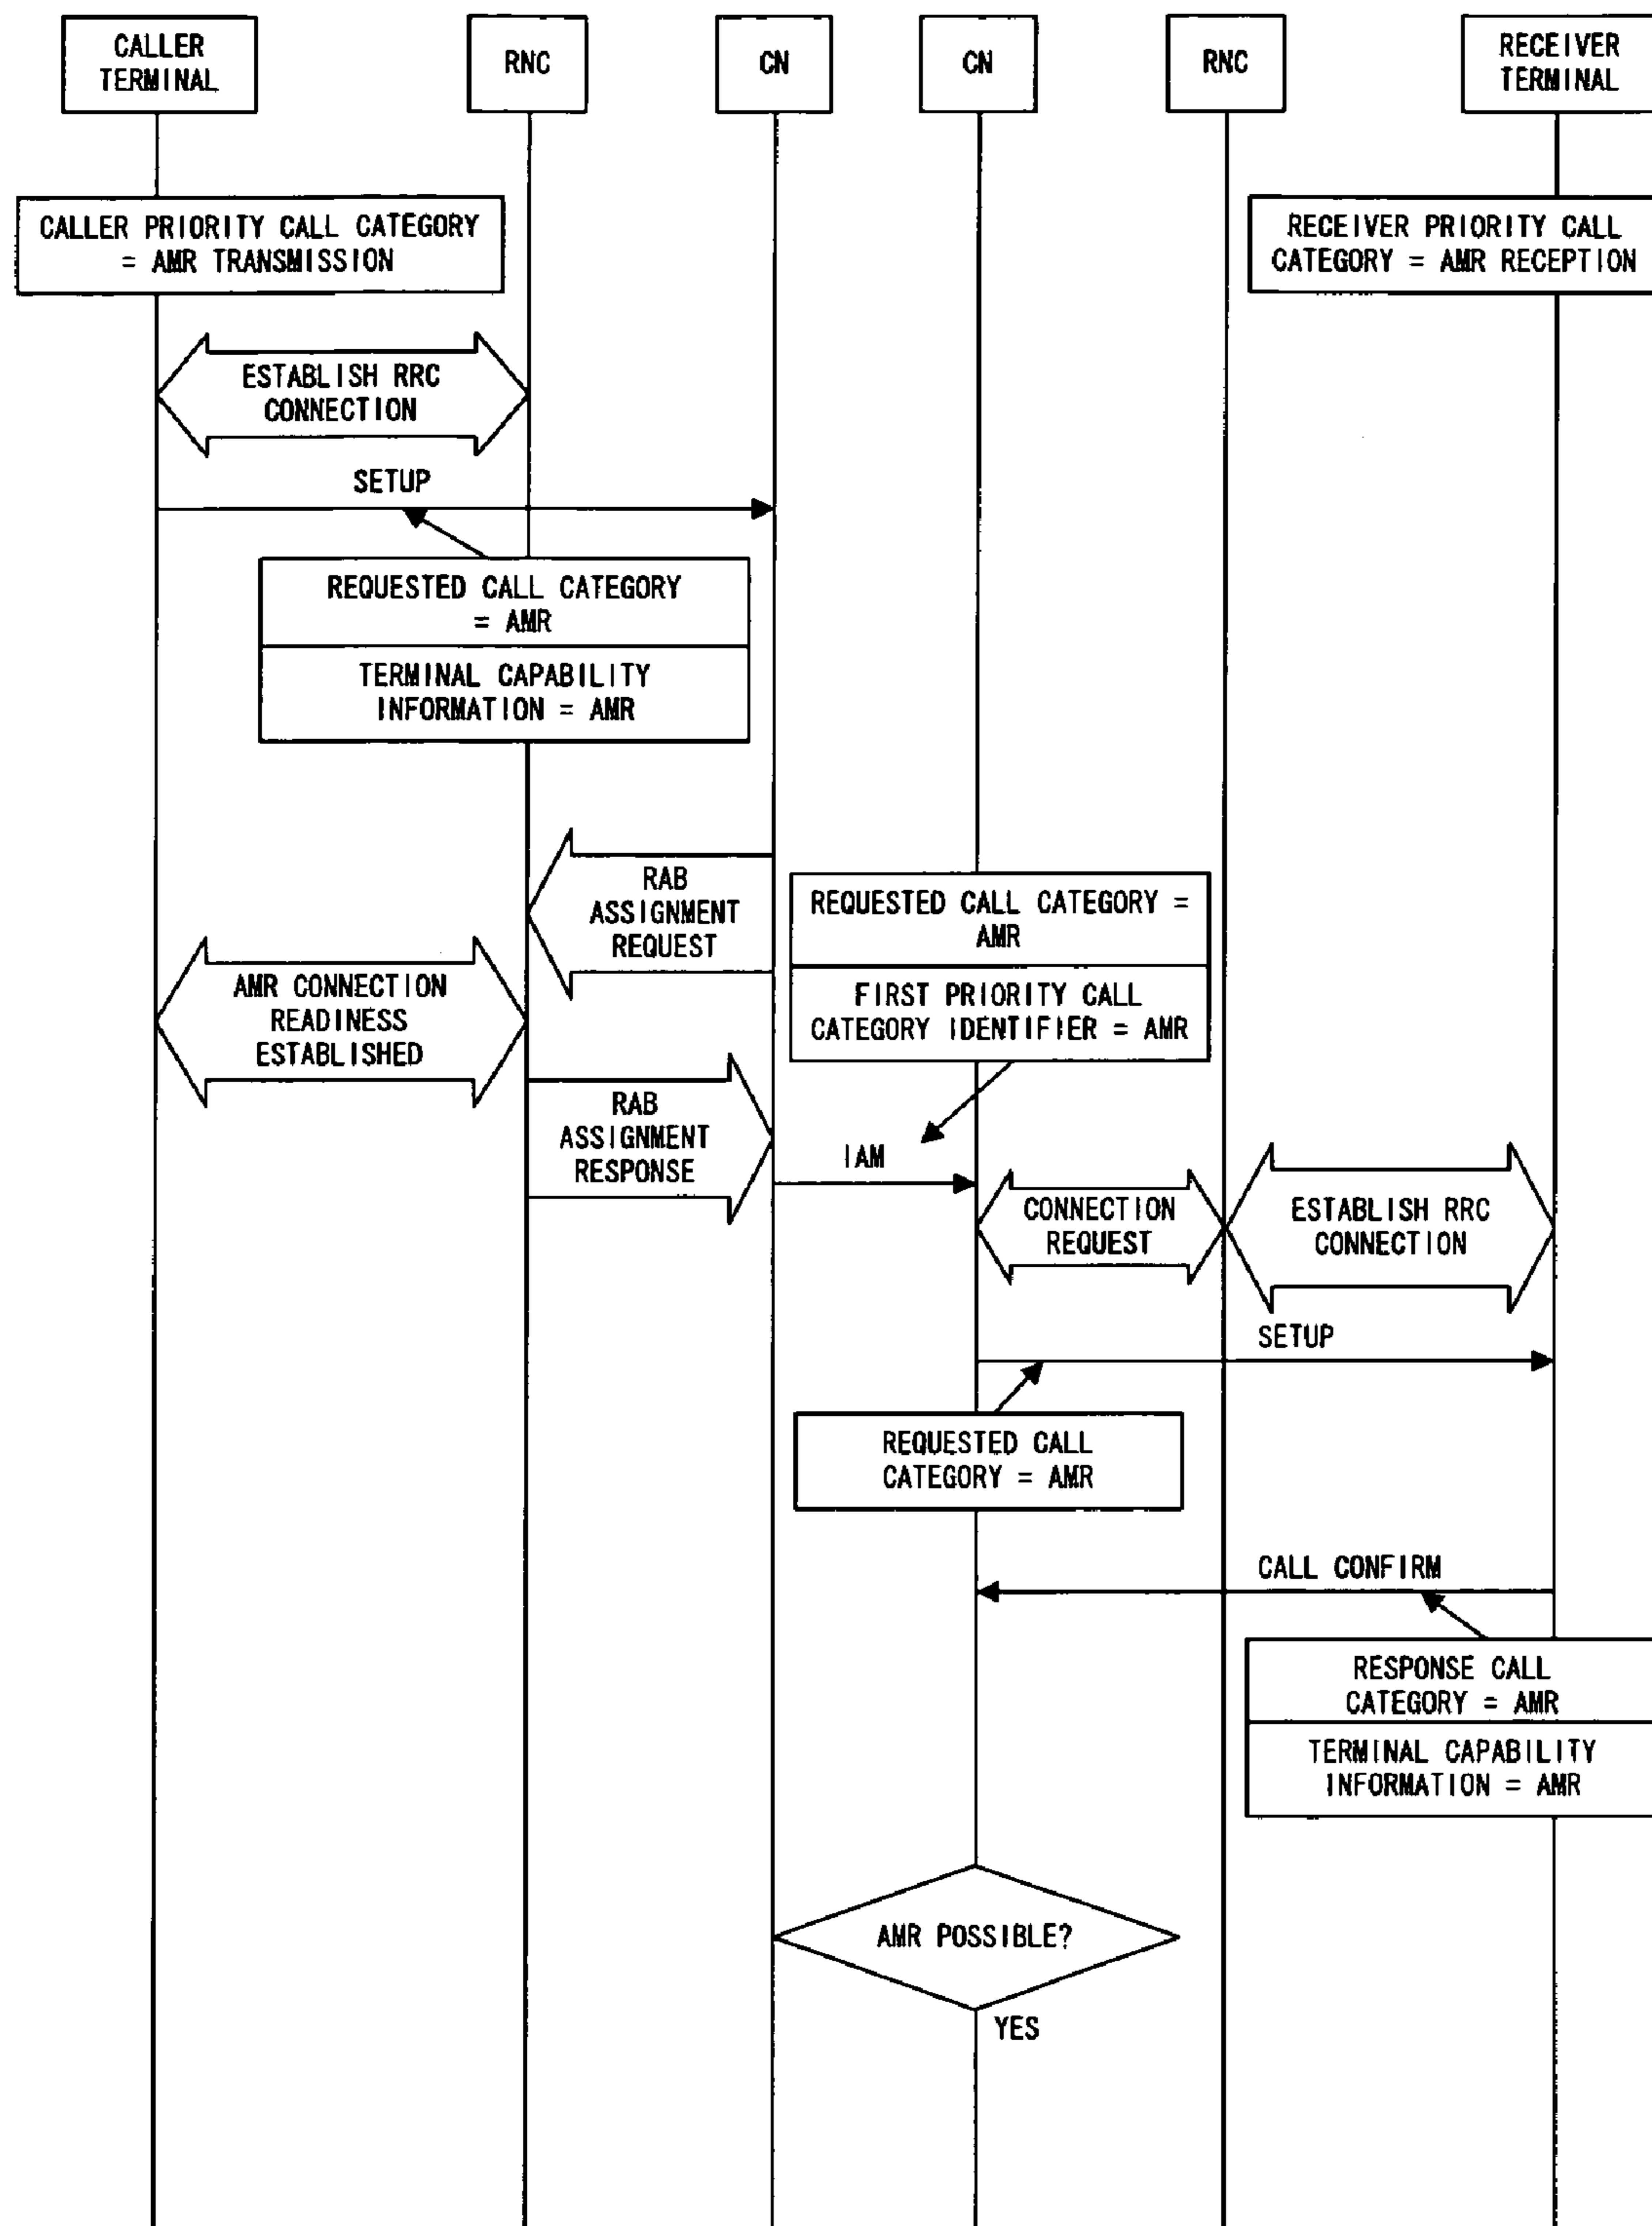 CALLER
TERMINAL
RNC
CN
CN
RNC
RECEIVER
TERMINAL
CALLER PRIORITY CALL CATEGORY
= AMR TRANSMISSION
RECEIVER PRIORITY CALL
CATEGORY = AMR RECEPTION
ESTABLISH RRC
CONNECTION
SETUP
REQUESTED CALL CATEGORY
= AMR
TERMINAL CAPABILITY
INFORMATION = AMR
RAB
ASSIGNMENT
REQUEST
REQUESTED CALL CATEGORY =
AMR
FIRST PRIORITY CALL
CATEGORY IDENTIFIER = AMR
AMR CONNECTION
READINESS
ESTABLISHED
RAB
ASSIGNMENT
RESPONSE
IAM
CONNECTION
REQUEST
ESTABLISH RRC
CONNECTION
SETUP
REQUESTED CALL
CATEGORY = AMR
CALL CONFIRM
RESPONSE CALL
CATEGORY = AMR
TERMINAL CAPABILITY
INFORMATION = AMR
AMR POSSIBLE?
YES